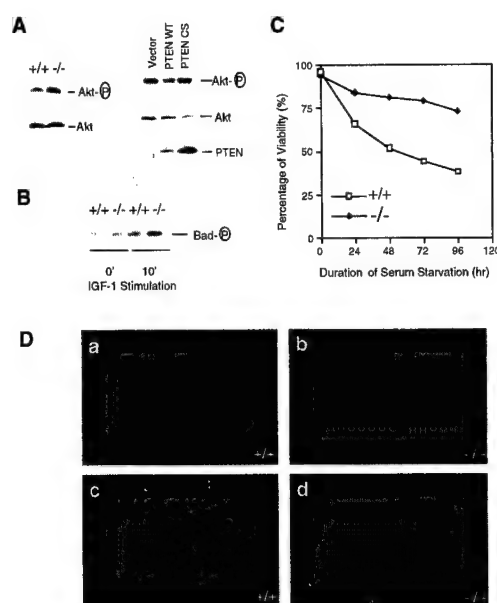 A
+/+ -/-
Akt-P
Akt
Vector
PTEN WT
PTEN CS
Akt-P
Akt
PTEN
B
+/+ -/- +/+ -/-
Bad-P
0' 10'
IGF-1 Stimulation
C
Percentage of Viability (%)
100
75
50
25
0
+/+
-/-
0 24 48 72 96 120
Duration of Serum Starvation (hr)
D
a
+/+
b
-/-
c
+/+
d
-/-